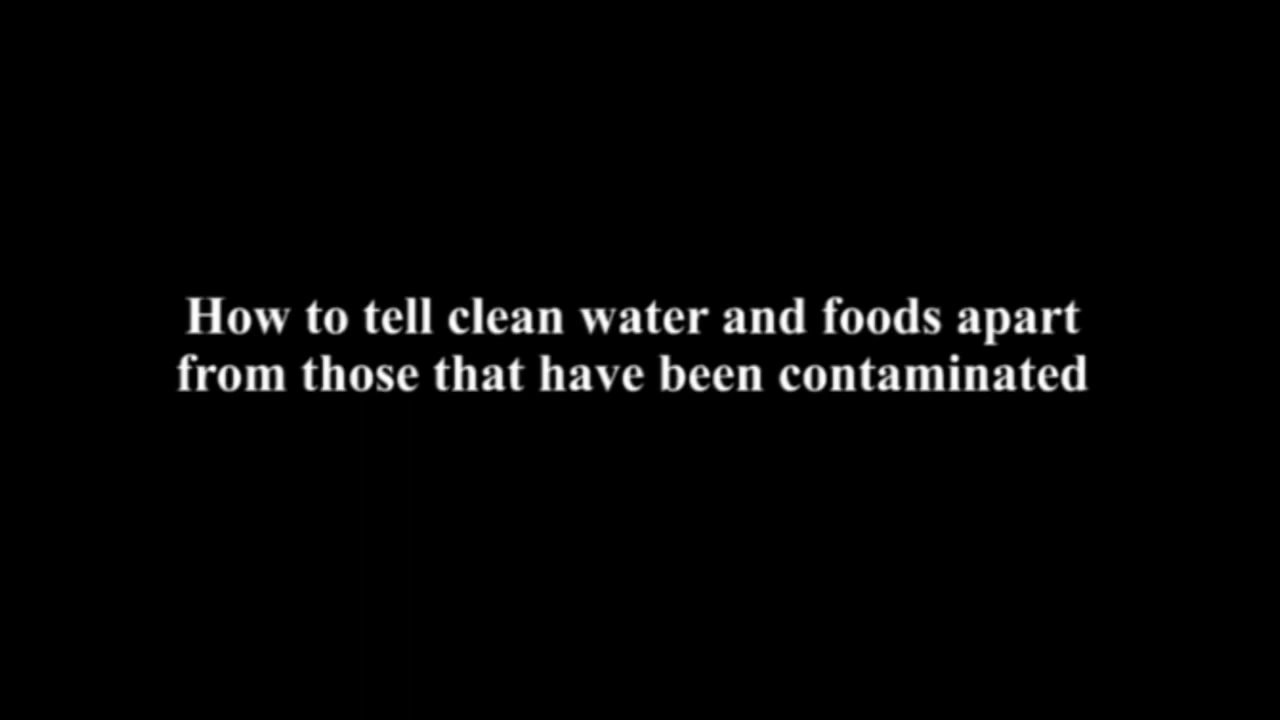 How to tell clean water and foods apart
from those that have been contaminated